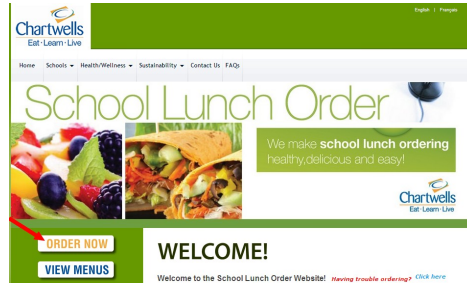 English | Français
Chartwells
Eat·Learn·Live
Home Schools Health/Wellness Sustainability Contact Us FAQs
School Lunch Order
We make school lunch ordering
healthy,delicious and easy!
Chartwells
Eat·Learn·Live
ORDER NOW
VIEW MENUS
WELCOME!
Welcome to the School Lunch Order Website! Having trouble ordering? Click here